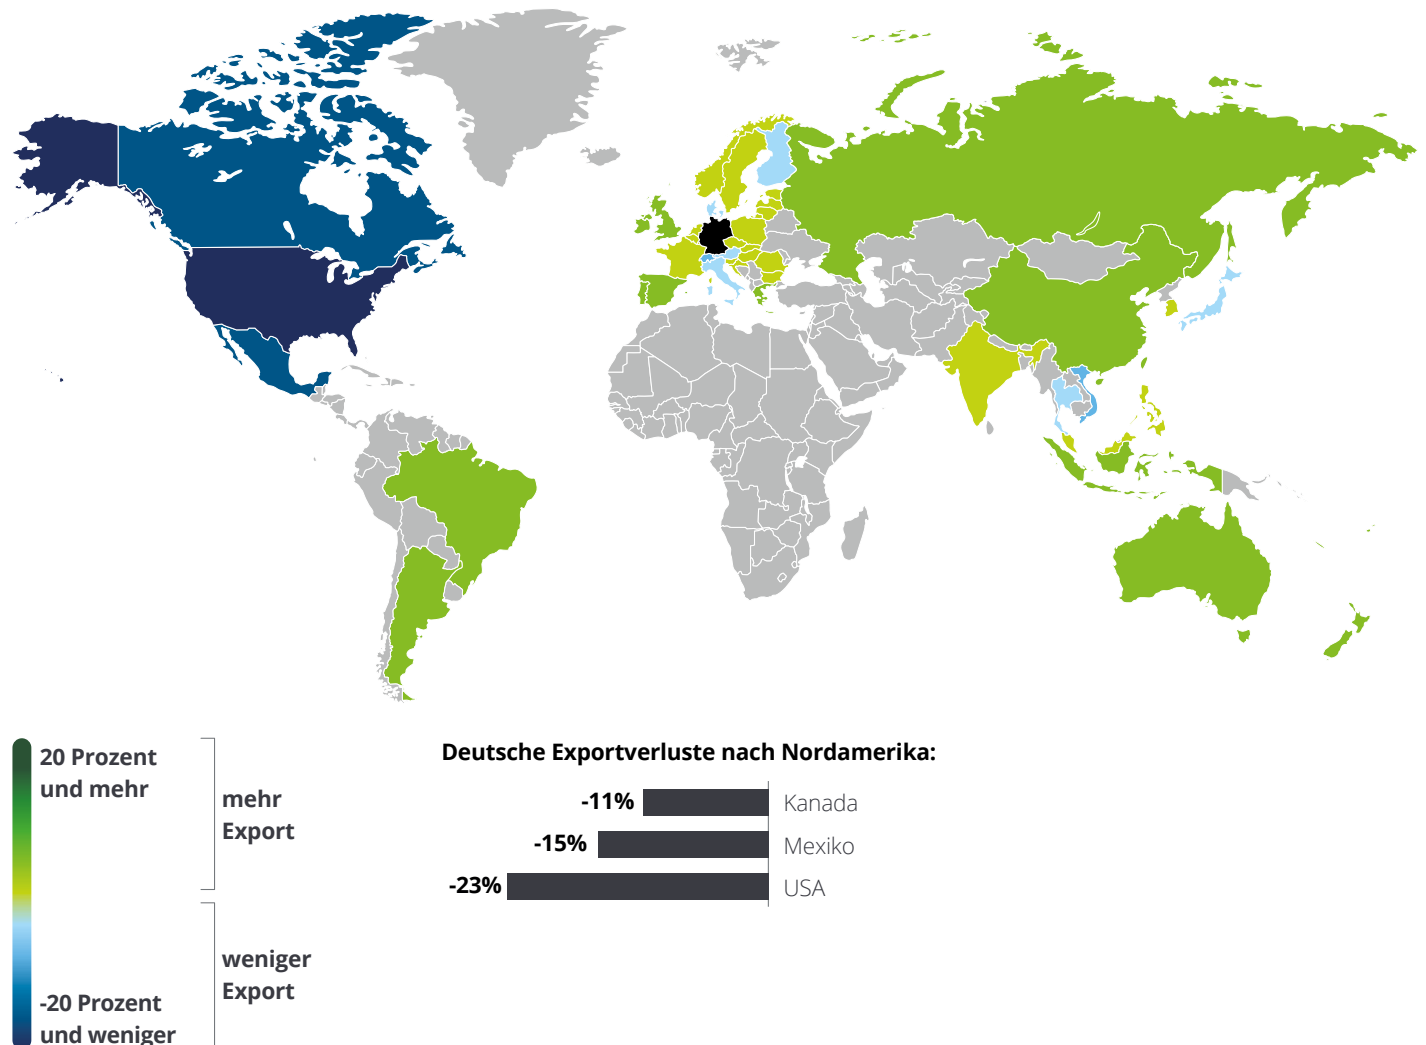 20 Prozent
und mehr
mehr
Export
weniger
Export
-20 Prozent
und weniger
Deutsche Exportverluste nach Nordamerika:
-11% Kanada
-15% Mexiko
-23% USA